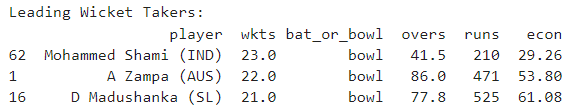 Leading Wicket Takers:
player wkts bat_or_bowl overs runs econ
62 Mohammed Shami (IND) 23.0 bowl 41.5 210 29.26
1 A Zampa (AUS) 22.0 bowl 86.0 471 53.80
16 D Madushanka (SL) 21.0 bowl 77.8 525 61.08